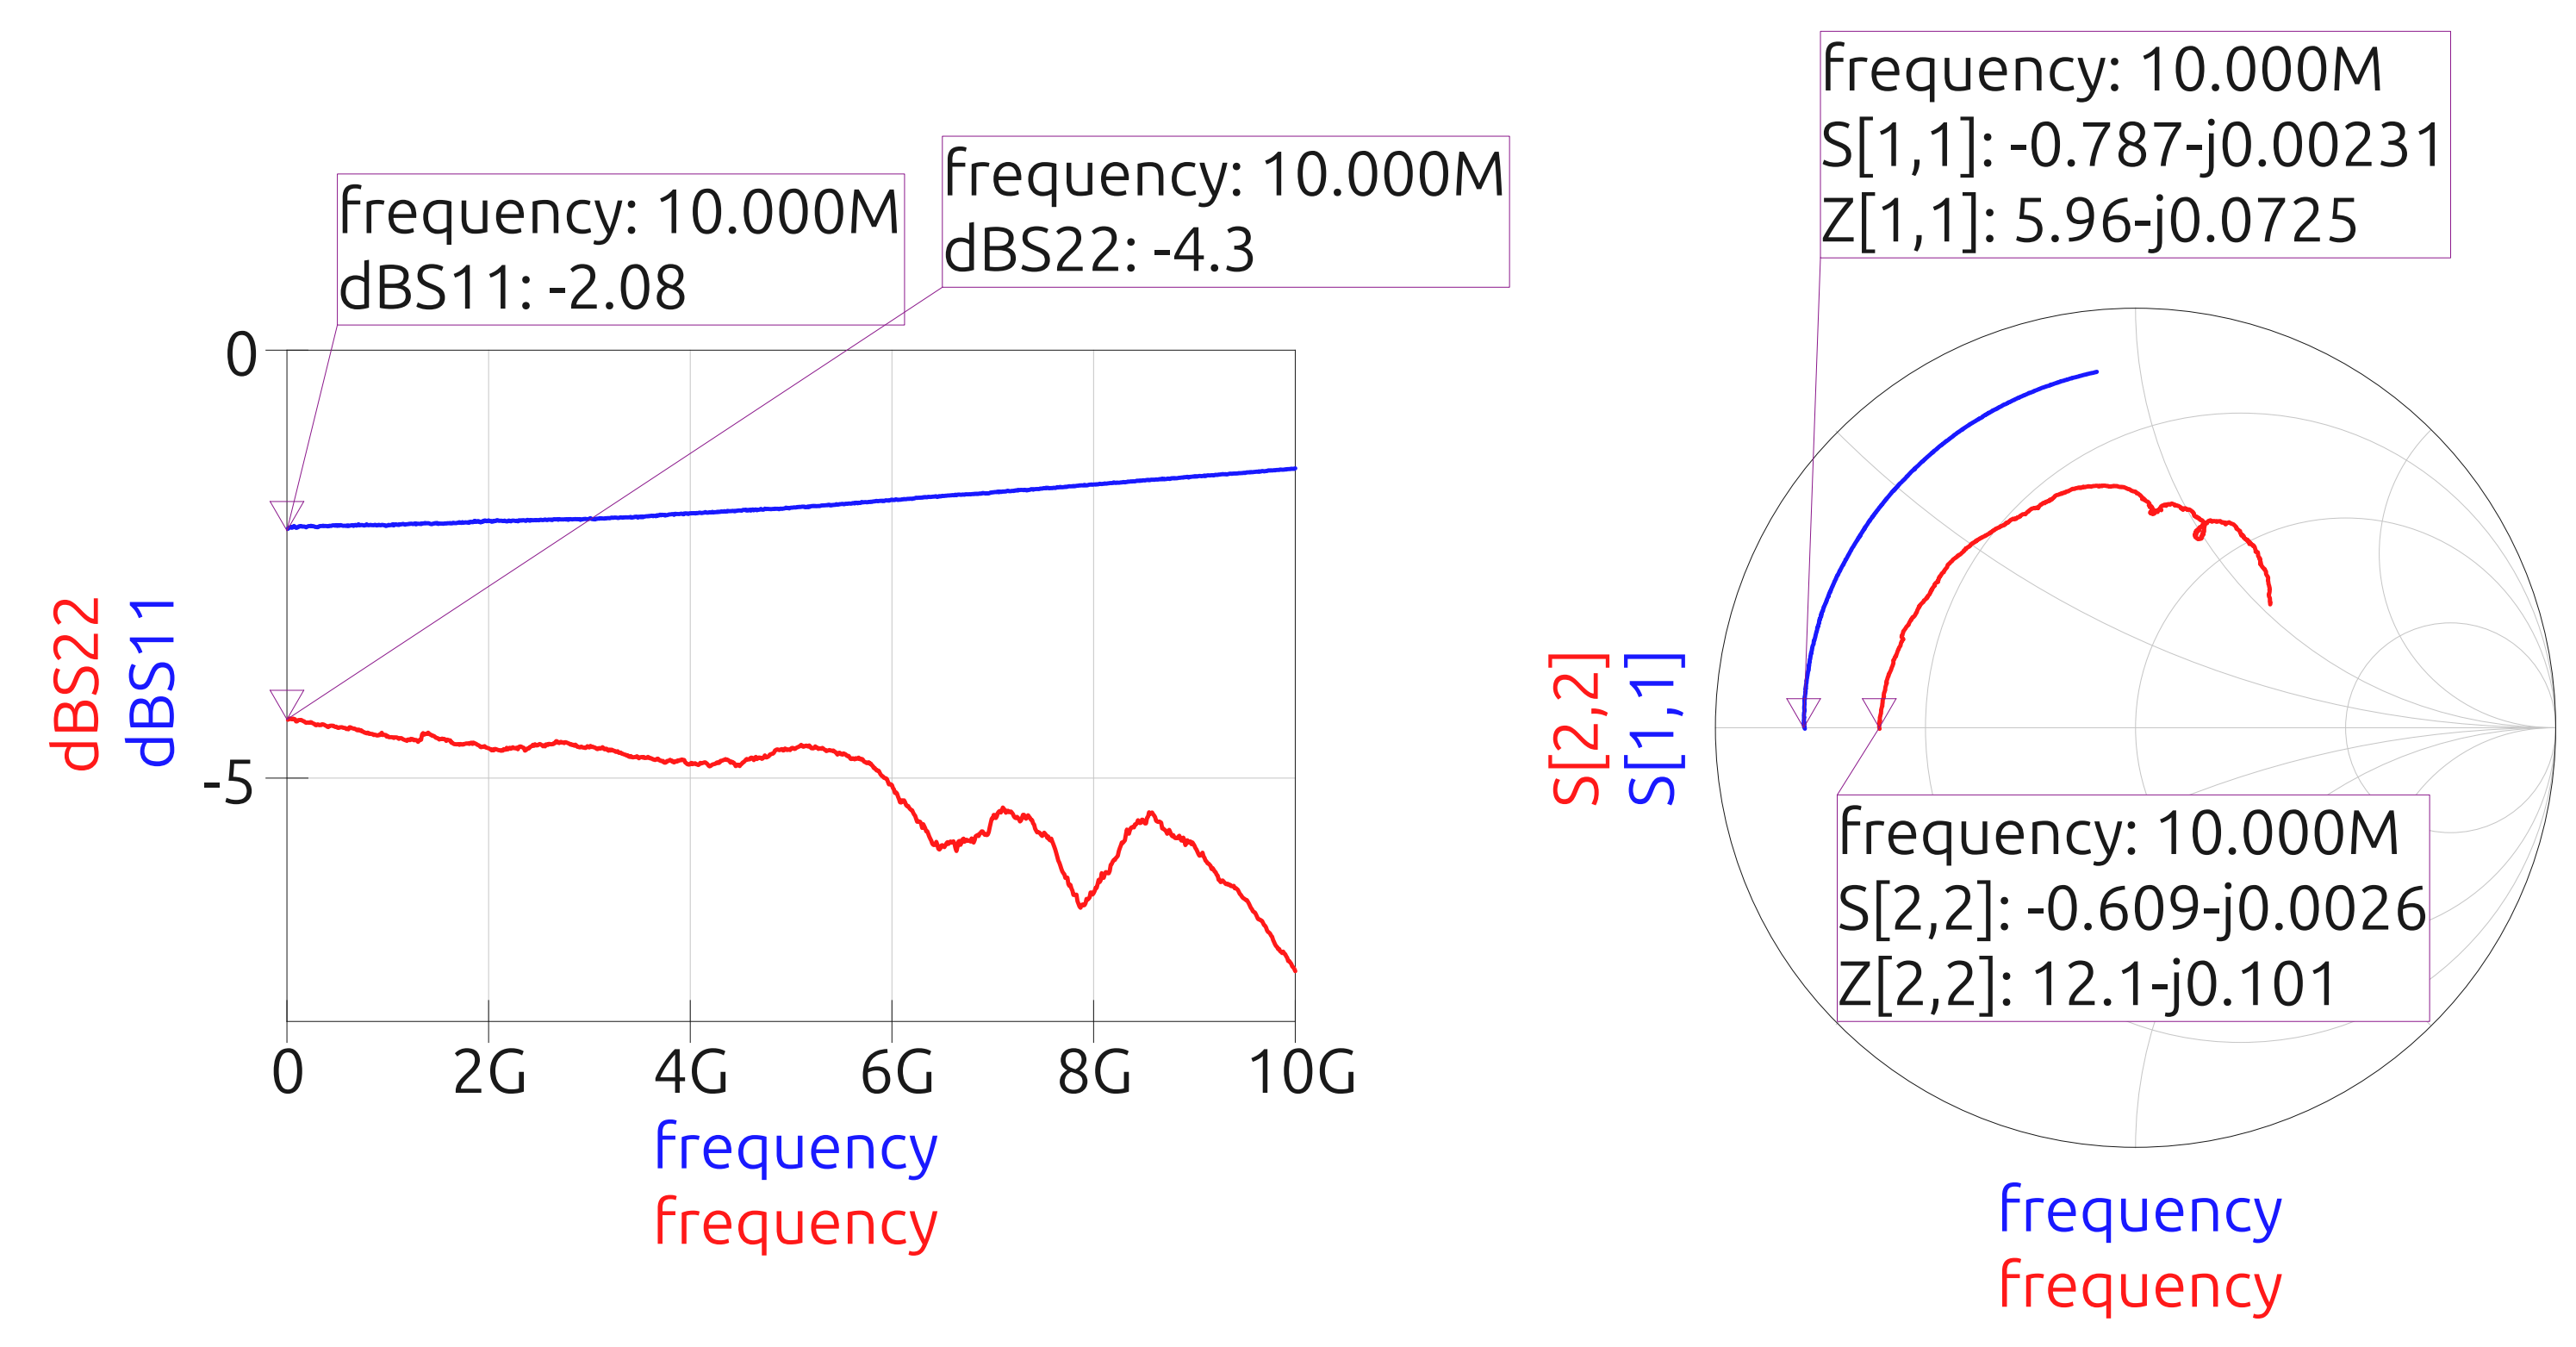 frequency: 10.000M
dBS11: -2.08
frequency: 10.000M
dBS22: -4.3
0
-5
dBS22
dBS11
0 2G 4G 6G 8G 10G
frequency
frequency
frequency: 10.000M
S[1,1]: -0.787-j0.00231
Z[1,1]: 5.96-j0.0725
S[2,2]
S[1,1]
frequency: 10.000M
S[2,2]: -0.609-j0.0026
Z[2,2]: 12.1-j0.101
frequency
frequency